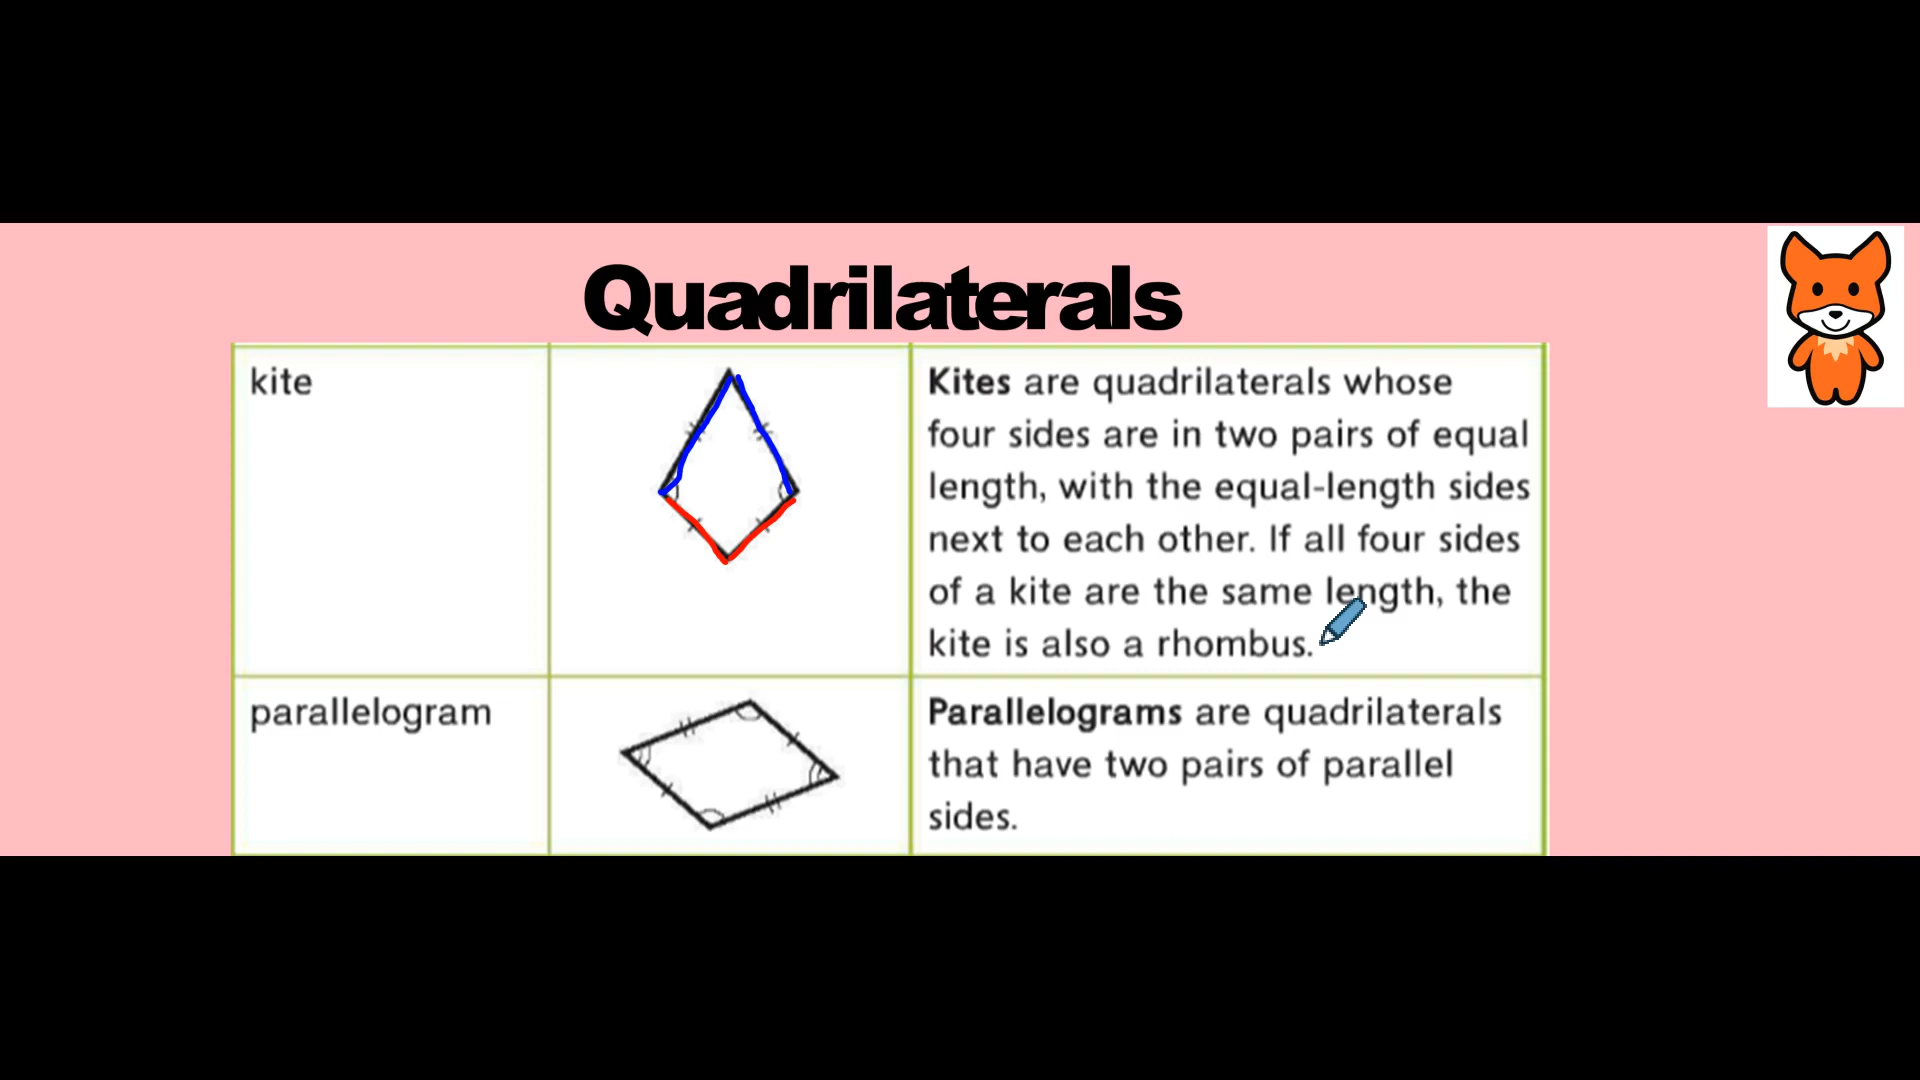 Quadrilaterals
kite
Kites are quadrilaterals whose
four sides are in two pairs of equal
length, with the equal-length sides
next to each other. If all four sides
of a kite are the same length, the
kite is also a rhombus.
parallelogram
Parallelograms are quadrilaterals
that have two pairs of parallel
sides.